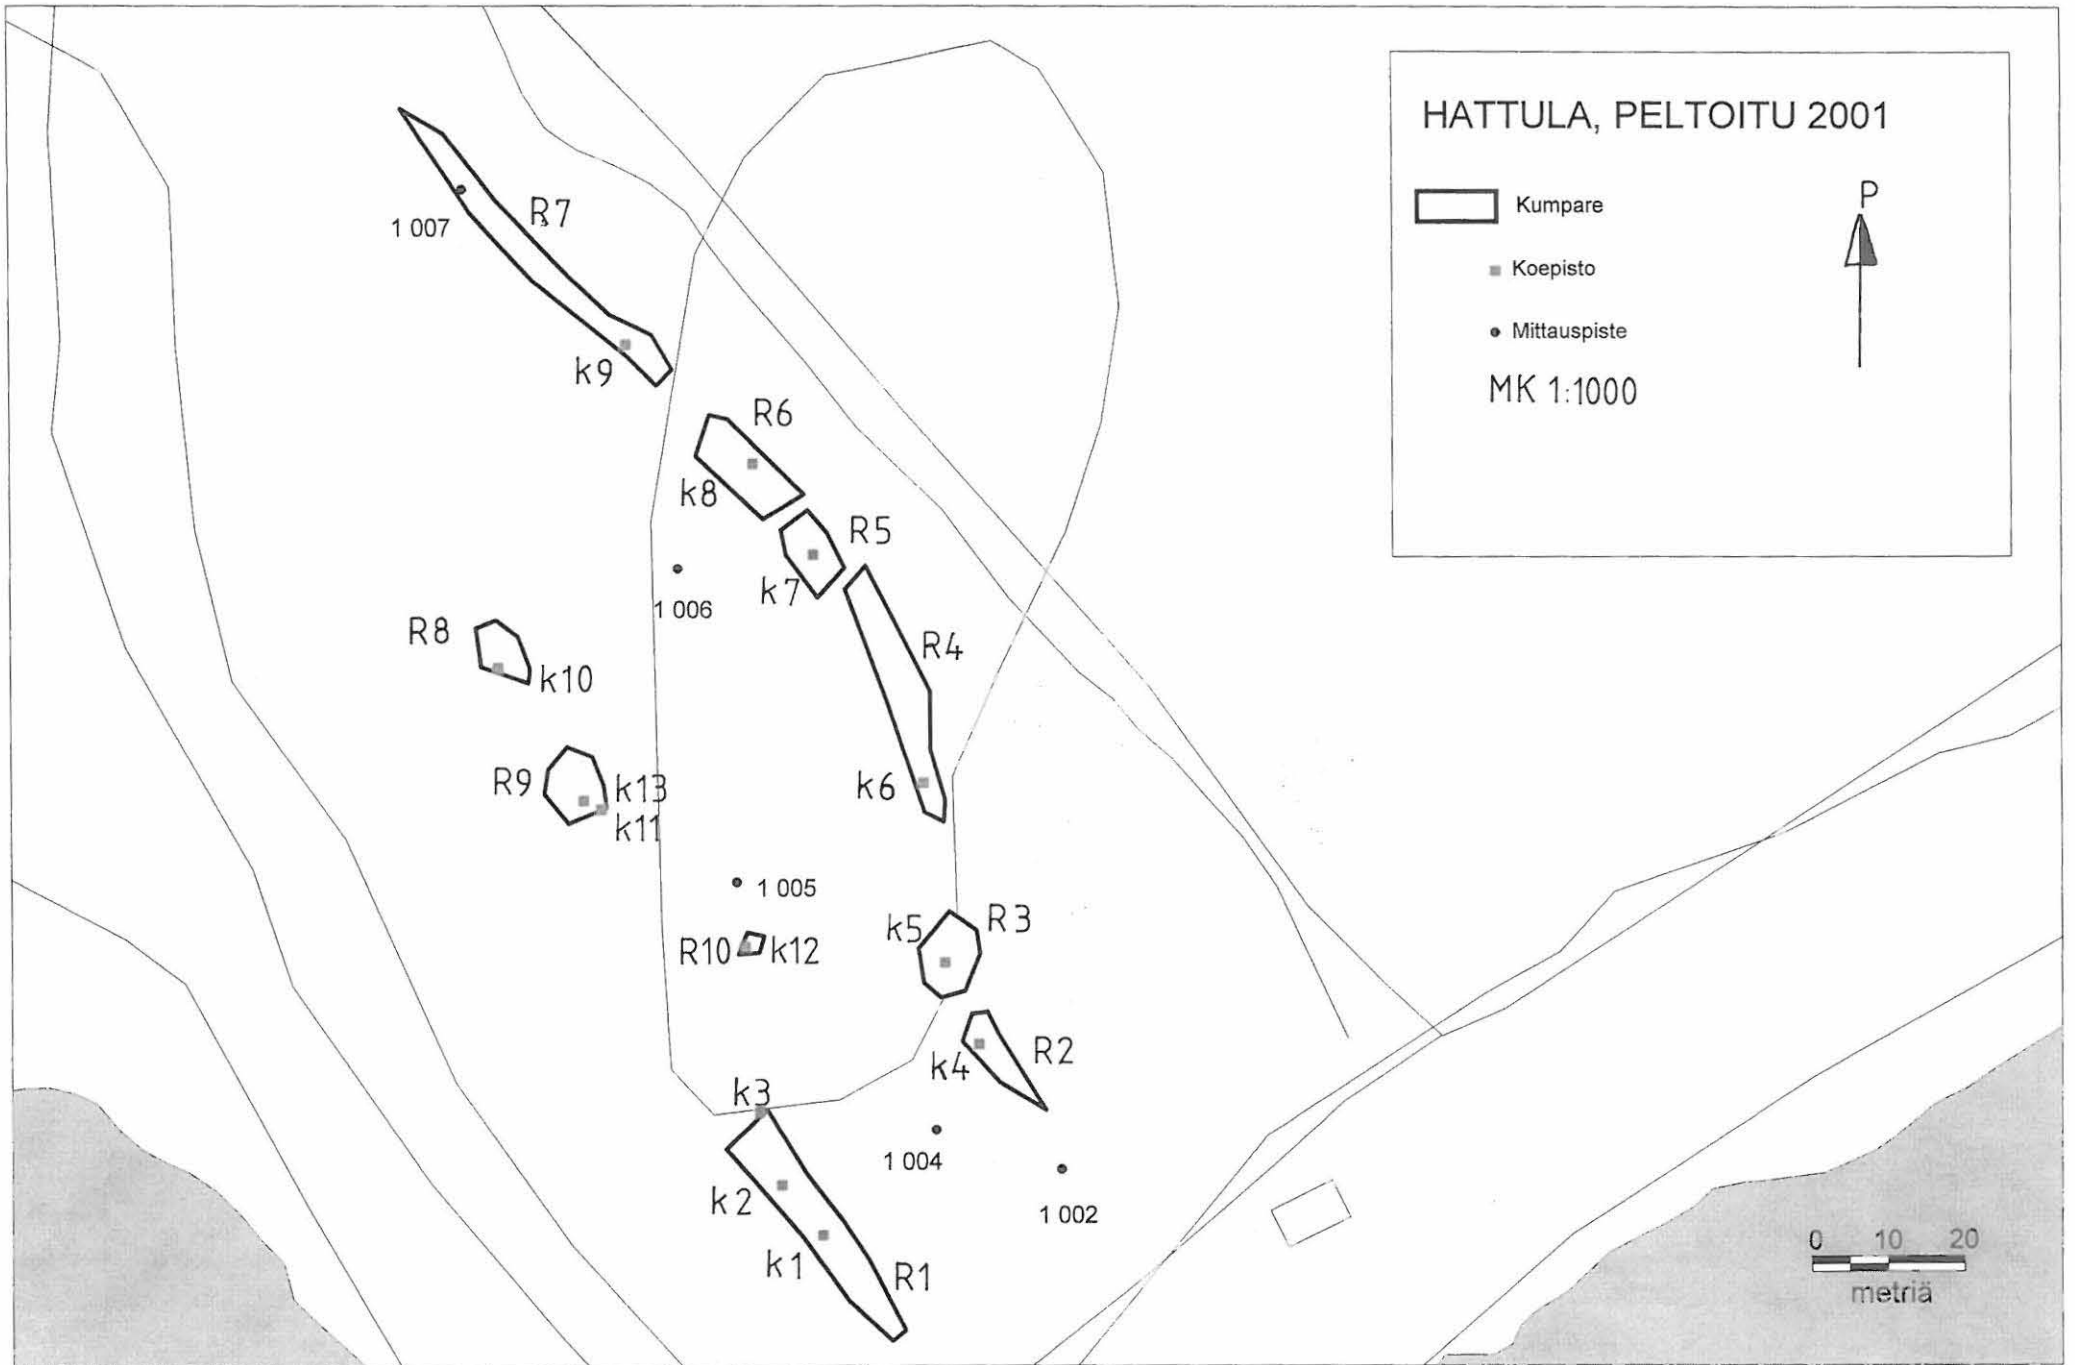 HATTULA, PELTOITU 2001
P
Kumpare
Koepisto
Mittauspiste
MK 1:1000
R7
1 007
k9
R6
k8
R5
k7
1 006
R8
R4
k10
R9
k13
k6
k11
1 005
k5
R3
R10
k12
R2
k4
k3
1 004
k2
1 002
k1
R1
0 10 20
metriä